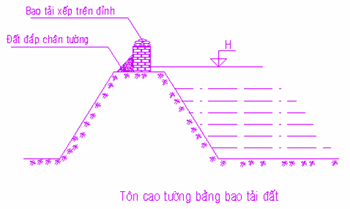 Bao tải xếp trên đỉnh
Đất đắp chân tường
H
Tôn cao tường bằng bao tải đất